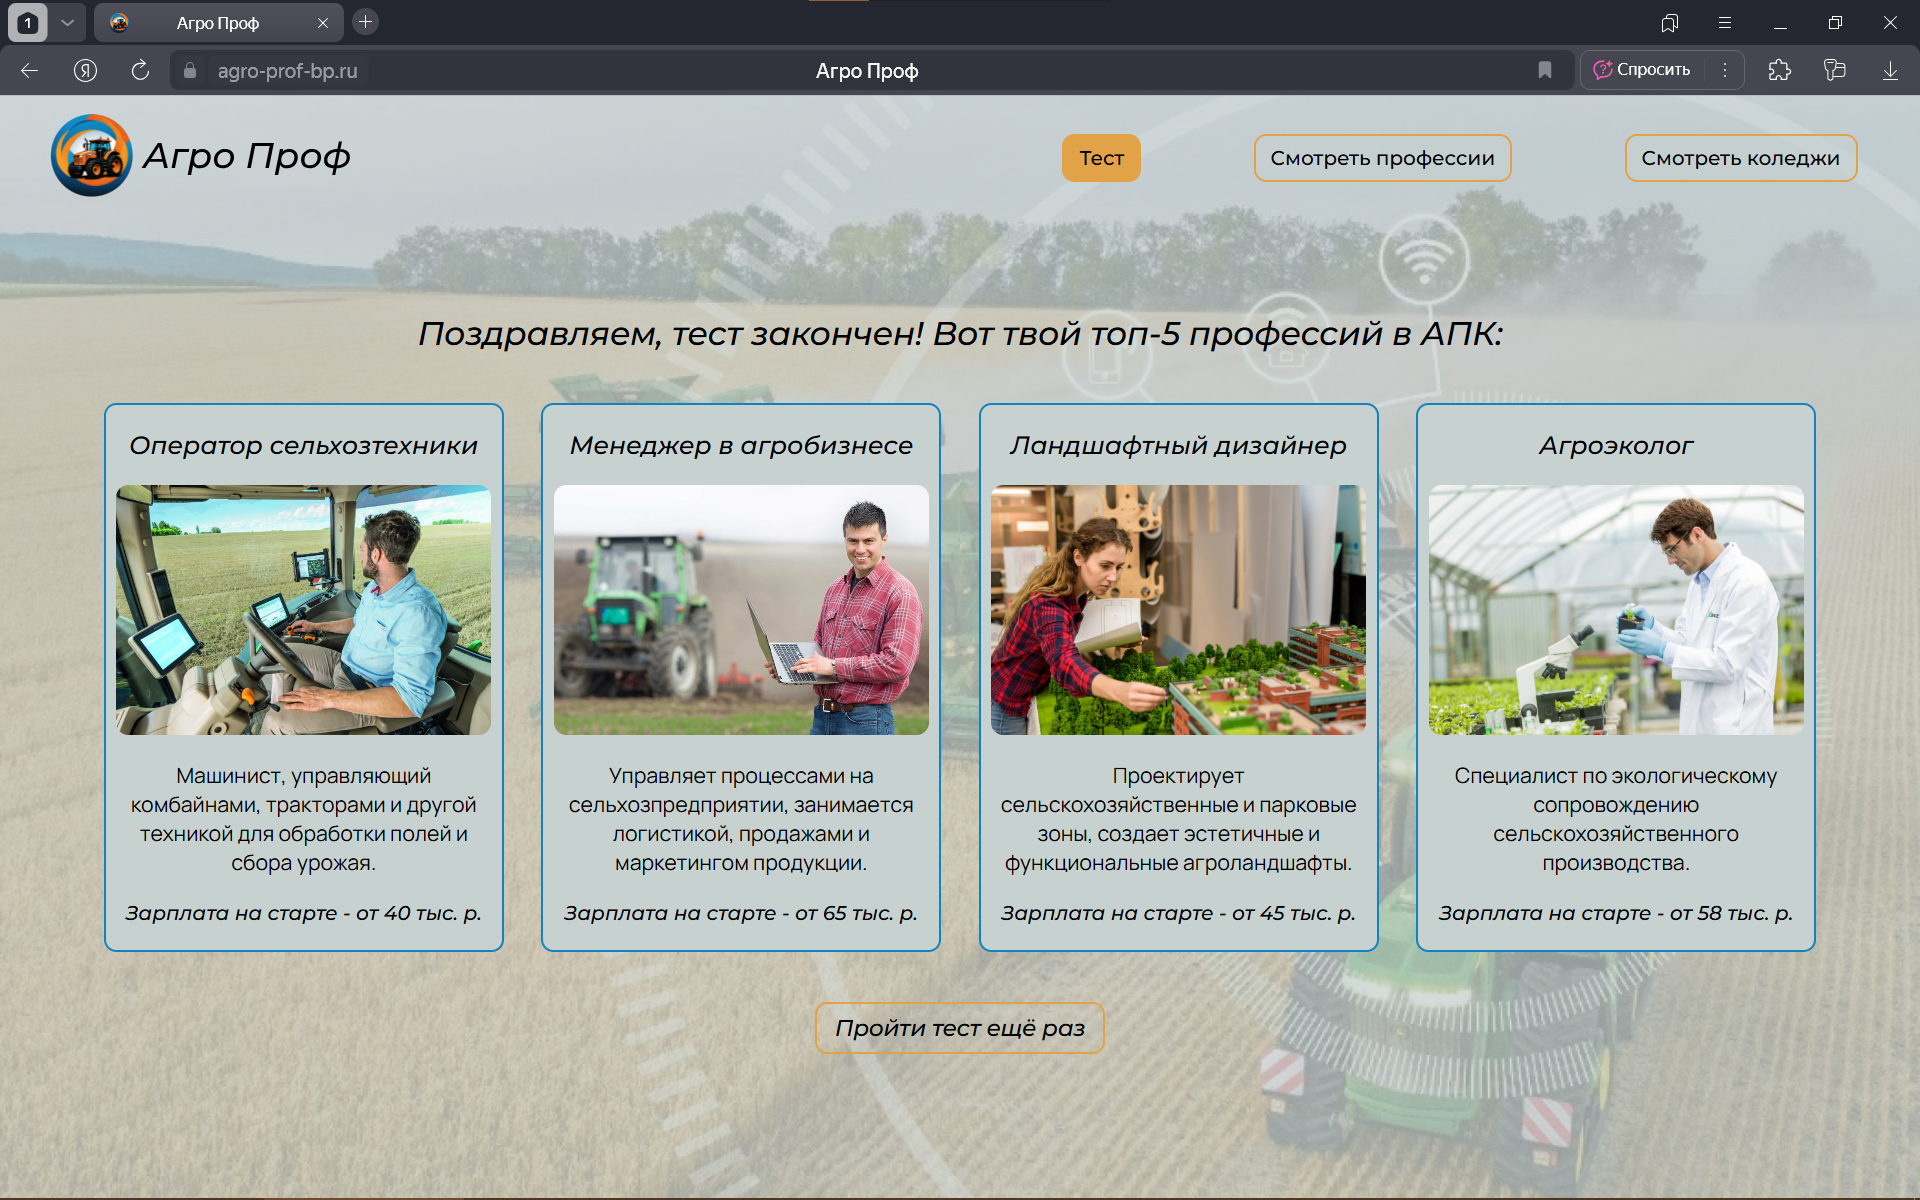 1
Агро Проф
agro-prof-bp.ru
Агро Проф
Спросить
Агро Проф
Тест
Смотреть профессии
Смотреть коледжи
Поздравляем, тест закончен! Вот твой топ-5 профессий в АПК:
Оператор сельхозтехники
Машинист, управляющий
комбайнами, тракторами и другой
техникой для обработки полей и
сбора урожая.
Зарплата на старте - от 40 тыс. р.
Менеджер в агробизнесе
Управляет процессами на
сельхозпредприятии, занимается
логистикой, продажами и
маркетингом продукции.
Зарплата на старте - от 65 тыс. р.
Ландшафтный дизайнер
Проектирует
сельскохозяйственные и парковые
зоны, создает эстетичные и
функциональные агроландшафты.
Зарплата на старте - от 45 тыс. р.
Агроэколог
Специалист по экологическому
сопровождению
сельскохозяйственного
производства.
Зарплата на старте - от 58 тыс. р.
Пройти тест ещё раз